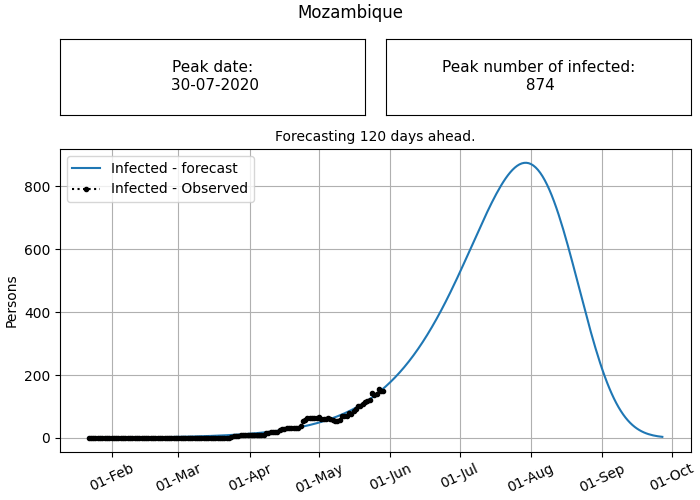 Mozambique
Peak date:
30-07-2020
Peak number of infected:
874
Forecasting 120 days ahead.
Infected - forecast
Infected - Observed
Persons
800
600
400
200
0
01-Feb
01-Mar
01-Apr
01-May
01-Jun
01-Jul
01-Aug
01-Sep
01-Oct